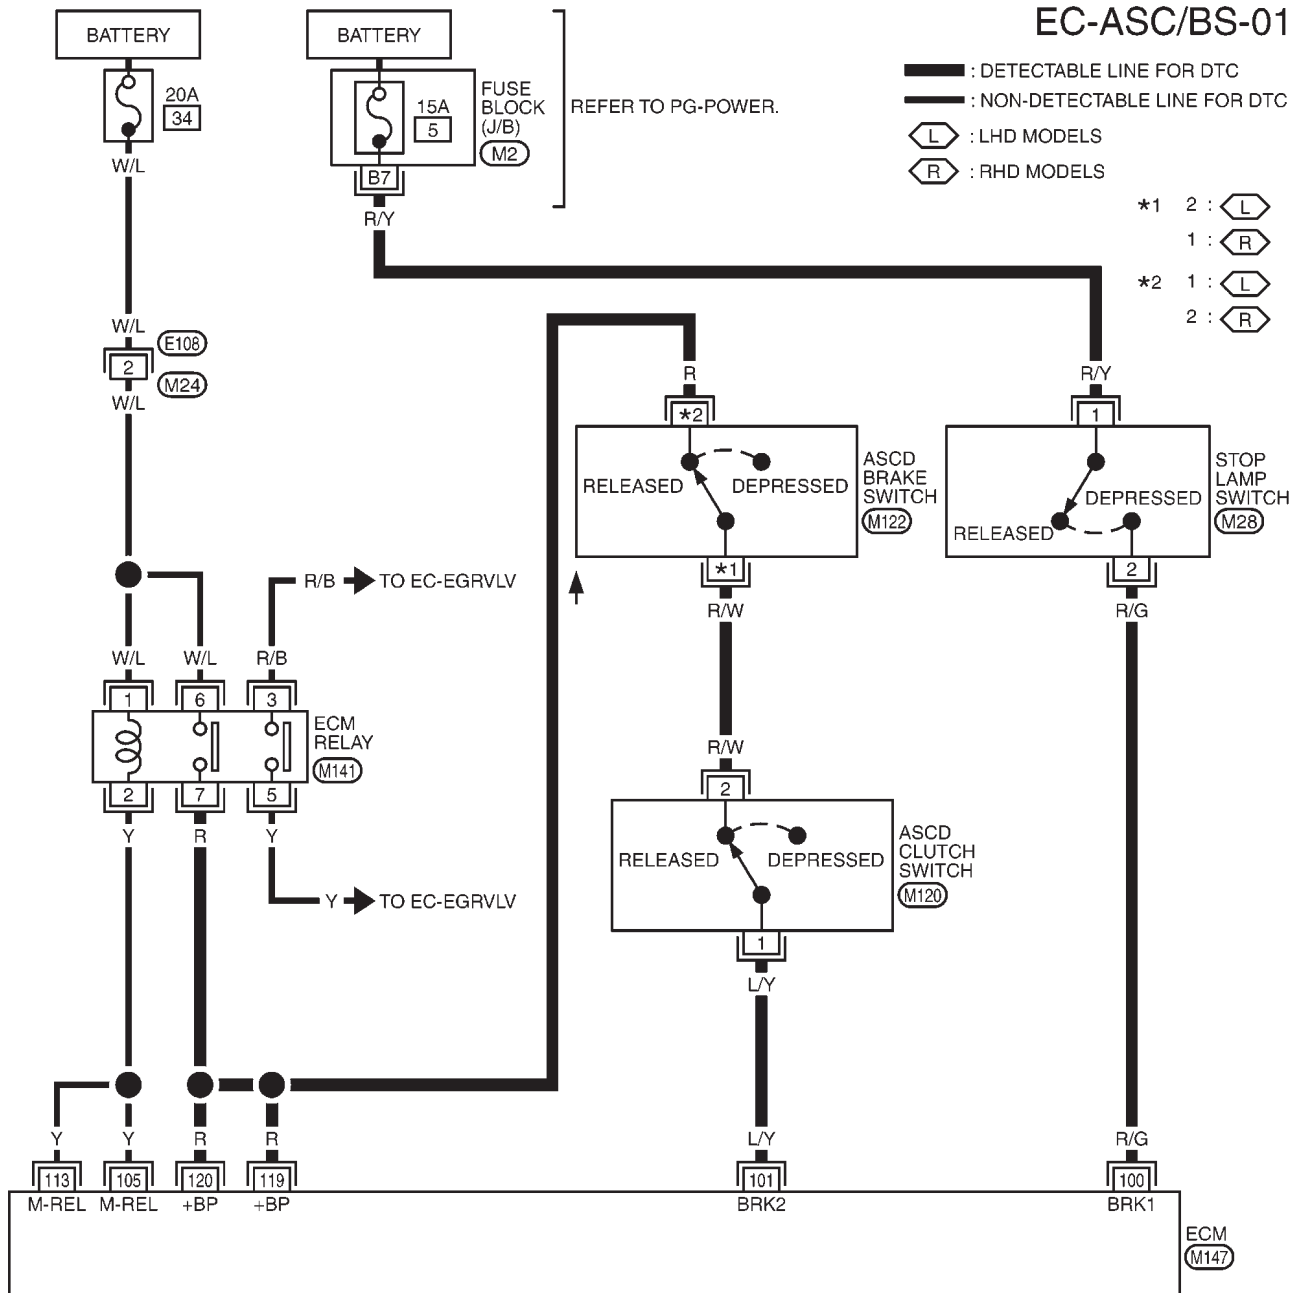 EC-ASC/BS-01
BATTERY
BATTERY
20A
34
15A
5
FUSE
BLOCK
(J/B)
M2
REFER TO PG-POWER.
: DETECTABLE LINE FOR DTC
: NON-DETECTABLE LINE FOR DTC
L : LHD MODELS
R : RHD MODELS
W/L
B7
R/Y
*1 2 : L
1 : R
*2 1 : L
2 : R
W/L
E108
2
M24
W/L
R
R/Y
*2
1
RELEASED
DEPRESSED
ASCD
BRAKE
SWITCH
M122
DEPRESSED
RELEASED
STOP
LAMP
SWITCH
M28
*1
2
R/B
TO EC-EGRVLV
R/W
R/G
W/L
W/L
R/B
1
6
3
ECM
RELAY
M141
2
7
5
Y
R
Y
R/W
2
RELEASED
DEPRESSED
ASCD
CLUTCH
SWITCH
M120
Y
TO EC-EGRVLV
1
L/Y
Y
Y
R
R
L/Y
R/G
113
105
120
119
101
100
M-REL
M-REL
+BP
+BP
BRK2
BRK1
ECM
M147